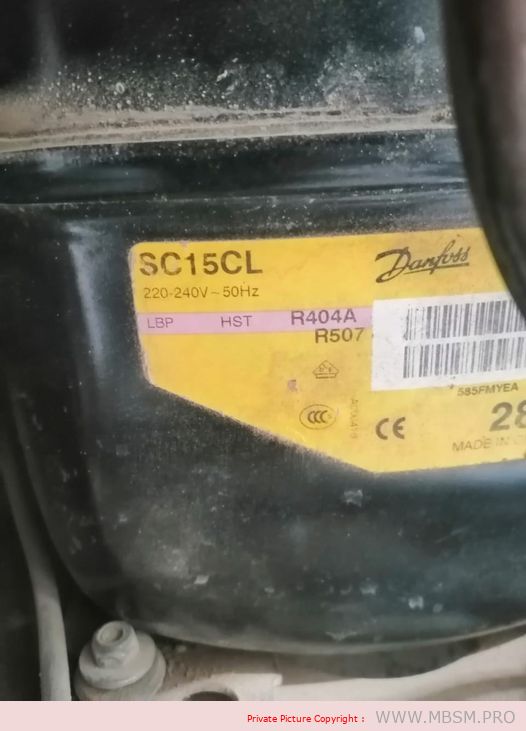 SC15CL
Danfoss
220-240V~50Hz
LBP HST R404A
R507
*585FMYEA
CCC
CE
28
MADE IN
Private Picture Copyright : WWW.MBSM.PRO